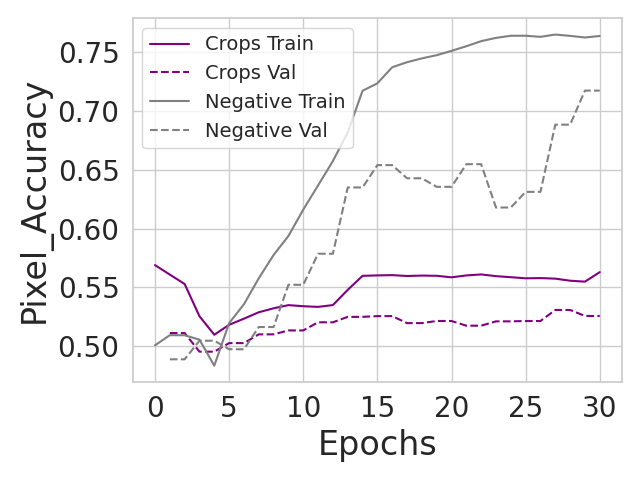 Crops Train
Crops Val
Negative Train
Negative Val
Pixel_Accuracy
0.75
0.70
0.65
0.60
0.55
0.50
0 5 10 15 20 25 30
Epochs